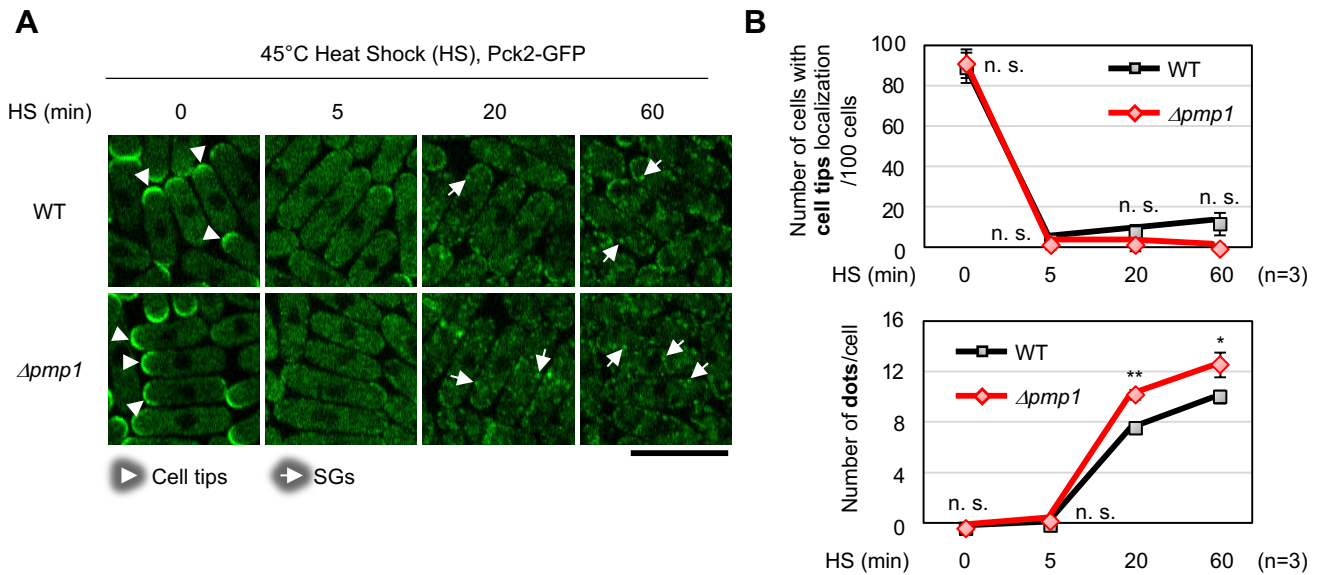 A
45°C Heat Shock (HS), Pck2-GFP
HS (min) 0 5 20 60
WT
Δpmp1
Cell tips SGs
B
Number of cells with
cell tips localization
/100 cells
100
80
60
40
20
0
n. s.
WT
Δpmp1
n. s.
n. s.
n. s.
HS (min) 0 5 20 60 (n=3)
Number of dots/cell
16
12
8
4
0
WT
Δpmp1
n. s.
n. s.
**
*
HS (min) 0 5 20 60 (n=3)